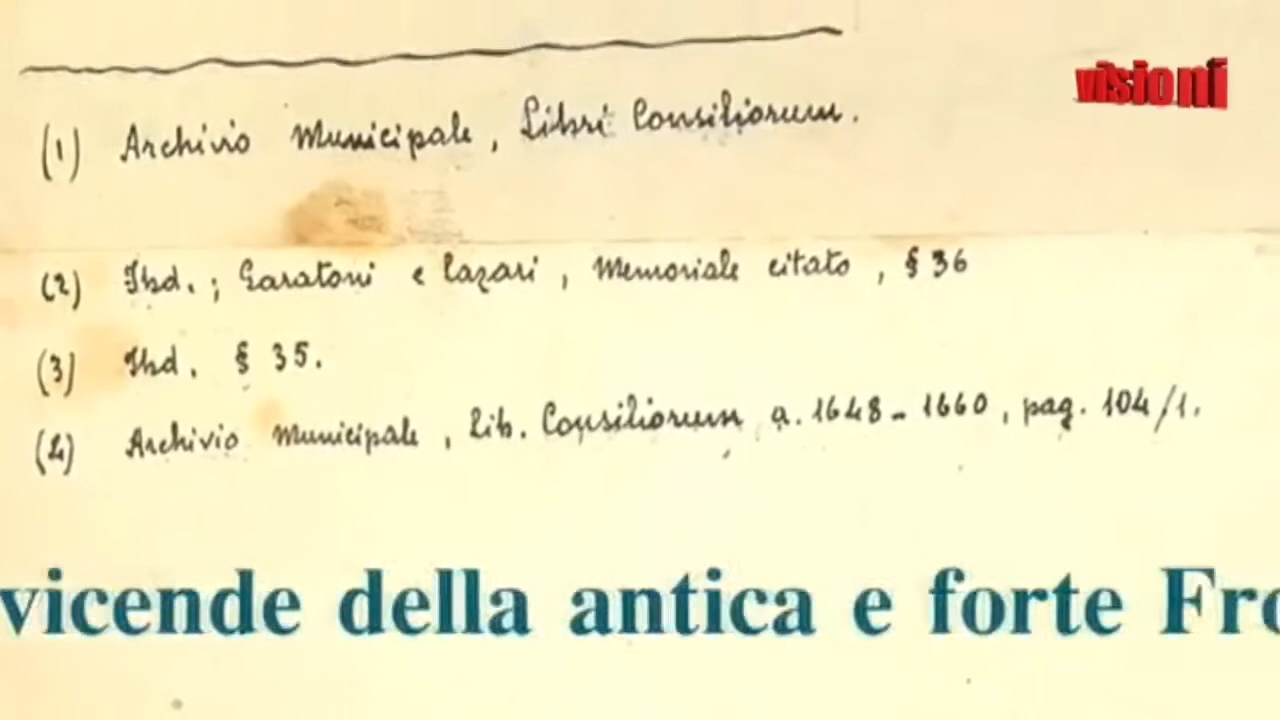 visioni
(1) Archivio Municipale, Libri Consiliorum.
(2) Ibd.; Garatoni e Lazari, Memoriale citato, § 36
(3) Ibd. § 35.
(4) Archivio Municipale, Lib. Consiliorum a. 1648-1660, pag. 104/1.
vicende della antica e forte Fro